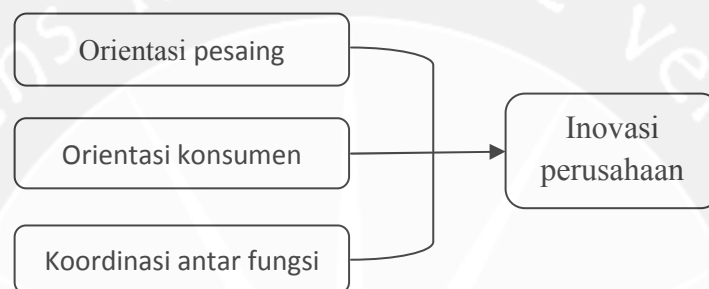 Orientasi pesaing
Orientasi konsumen
Koordinasi antar fungsi
Inovasi
perusahaan